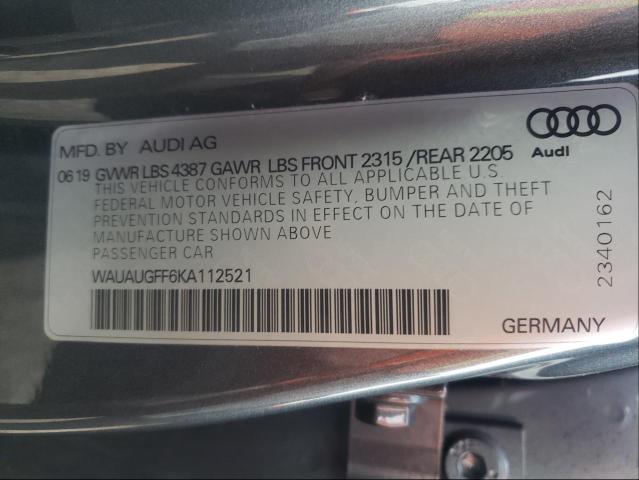 MFD. BY AUDI AG
Audi
06 19 GVWR LBS 4387 GAWR LBS FRONT 2315 /REAR 2205
THIS VEHICLE CONFORMS TO ALL APPLICABLE U.S.
FEDERAL MOTOR VEHICLE SAFETY, BUMPER AND THEFT
PREVENTION STANDARDS IN EFFECT ON THE DATE OF
MANUFACTURE SHOWN ABOVE
PASSENGER CAR
WAUAUGFF6KA112521
2340162
GERMANY